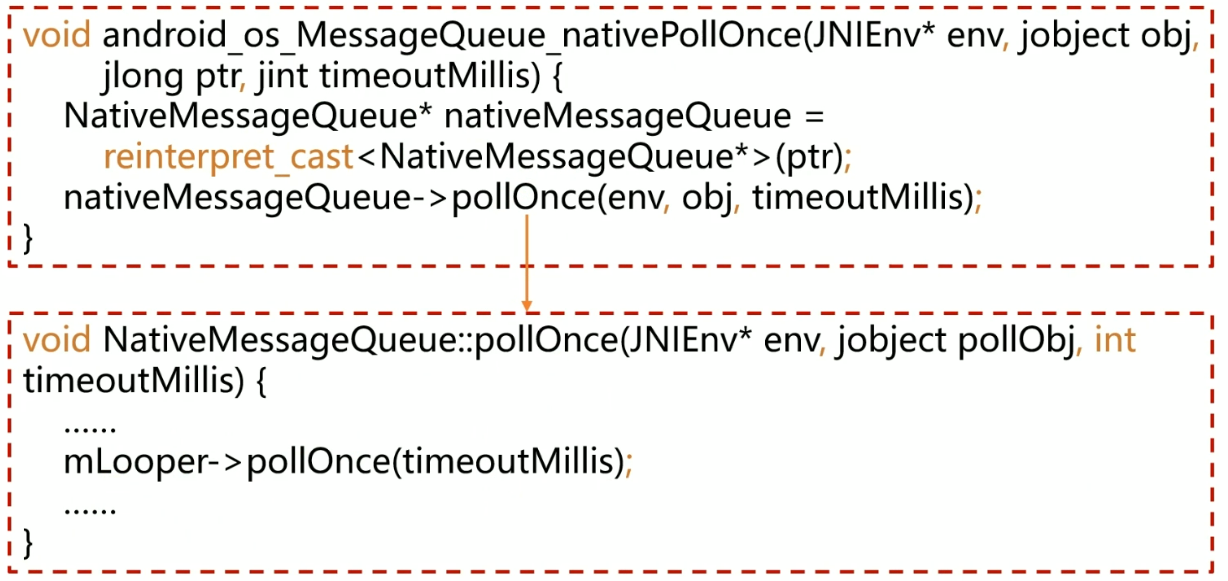 void android_os_MessageQueue_nativePollOnce(JNIEnv* env, jobject obj,
jlong ptr, jint timeoutMillis) {
NativeMessageQueue* nativeMessageQueue =
reinterpret_cast<NativeMessageQueue*>(ptr);
nativeMessageQueue->pollOnce(env, obj, timeoutMillis);
}
void NativeMessageQueue::pollOnce(JNIEnv* env, jobject pollObj, int
timeoutMillis) {
......
mLooper->pollOnce(timeoutMillis);
......
}